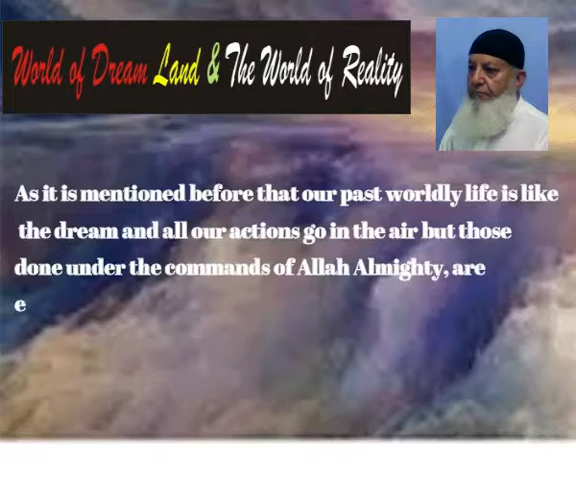 World of Dream Land & The World of Reality
As it is mentioned before that our past worldly life is like
the dream and all our actions go in the air but those
done under the commands of Allah Almighty, are
e